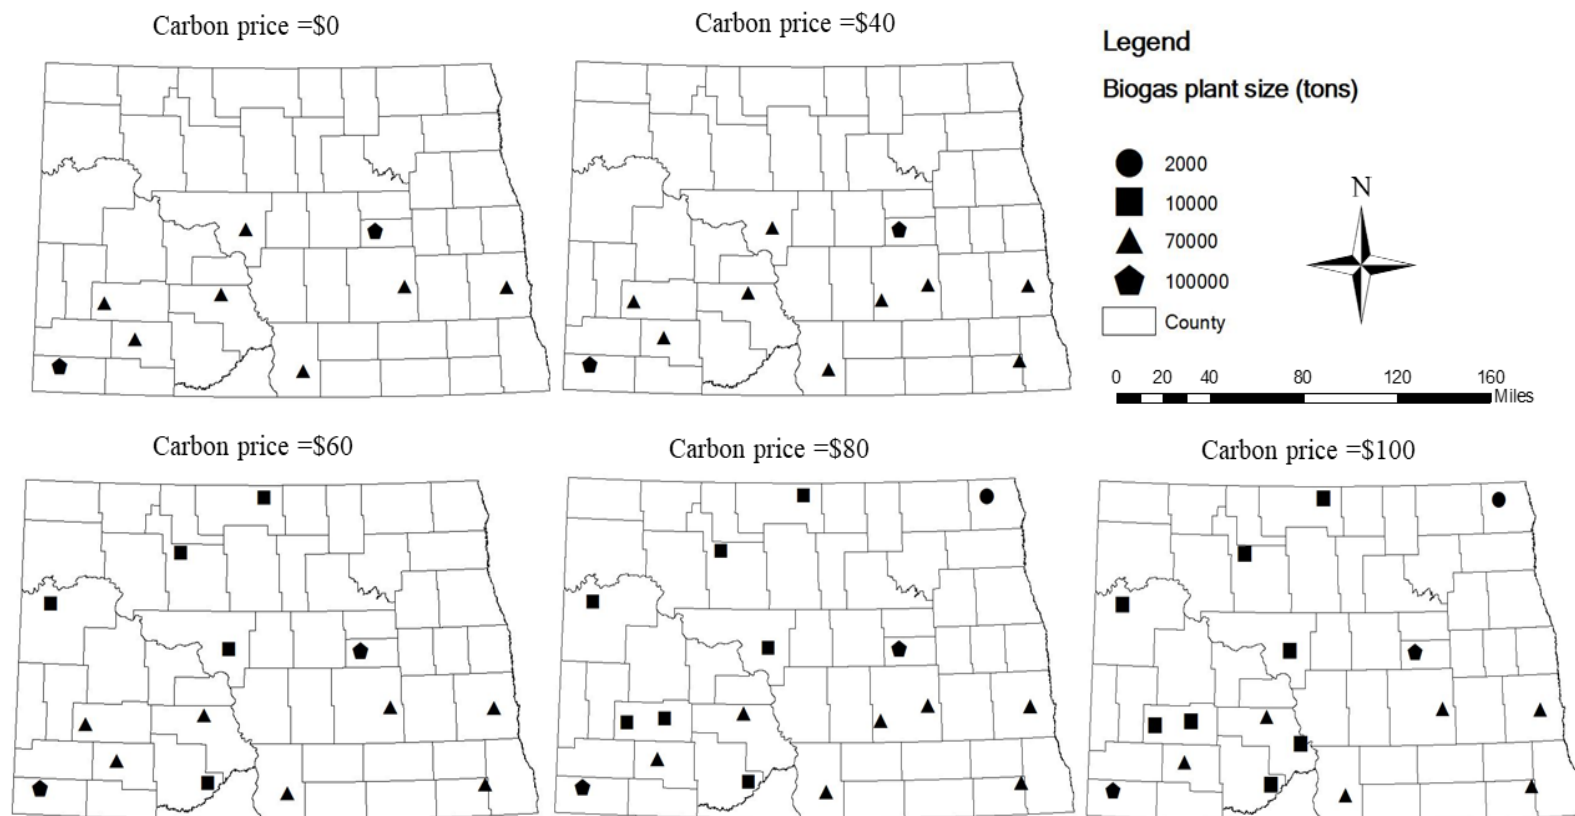 Carbon price =$0
Carbon price =$40
Legend
Biogas plant size (tons)
2000
10000
70000
100000
County
N
0 20 40 80 120 160
Miles
Carbon price =$60
Carbon price =$80
Carbon price =$100